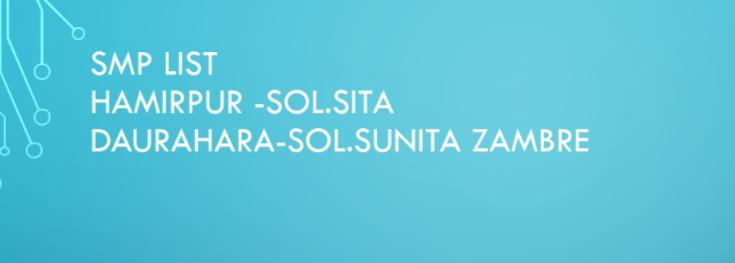 SMP LIST
HAMIRPUR -SOL.SITA
DAURAHARA-SOL.SUNITA ZAMBRE